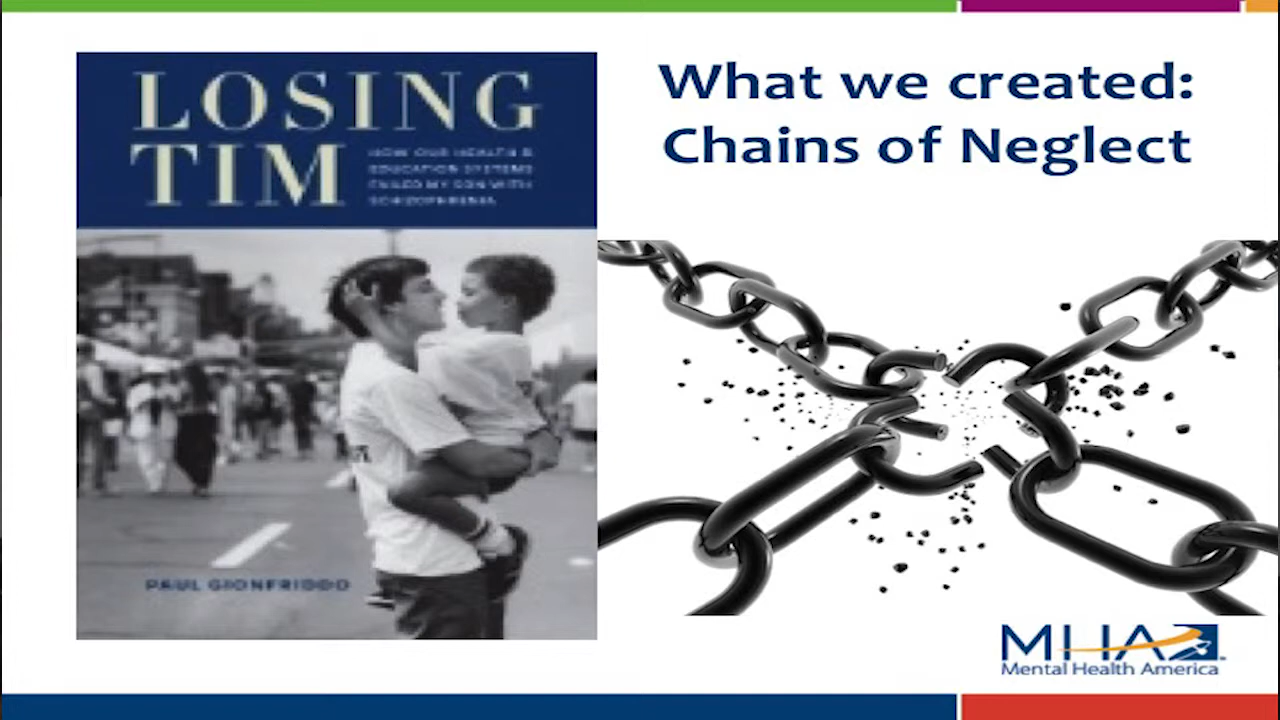 LOSING
TIM
HOW OUR HEALTH &
EDUCATION SYSTEMS
FAILED MY SON WITH
SCHIZOPHRENIA
PAUL GIONFRIDDO
What we created:
Chains of Neglect
MHA
Mental Health America